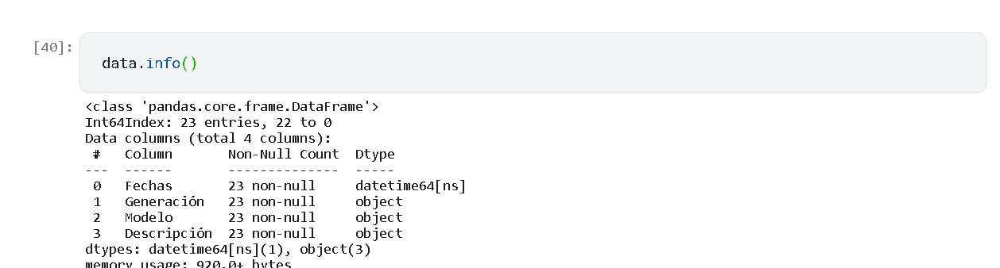 [40]:
data.info()
<class 'pandas.core.frame.DataFrame'>
Int64Index: 23 entries, 22 to 0
Data columns (total 4 columns):
 #   Column       Non-Null Count  Dtype
---  ------       --------------  -----
 0   Fechas       23 non-null     datetime64[ns]
 1   Generación   23 non-null     object
 2   Modelo       23 non-null     object
 3   Descripción  23 non-null     object
dtypes: datetime64[ns](1), object(3)
memory usage: 920.0+ bytes